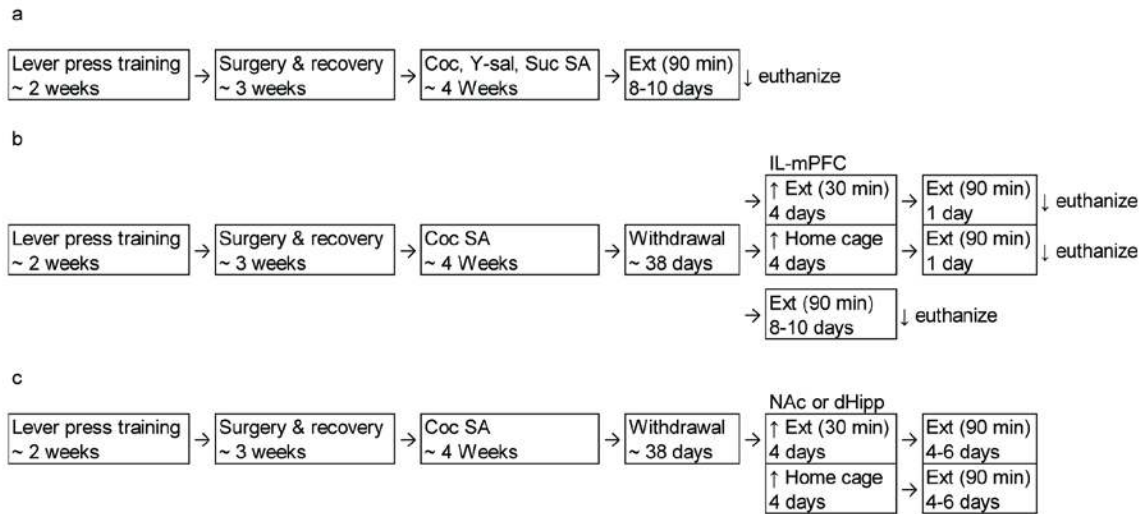 a
Lever press training → Surgery & recovery → Coc, Y-sal, Suc SA → Ext (90 min)
~ 2 weeks ~ 3 weeks ~ 4 Weeks 8-10 days ↓ euthanize
b
IL-mPFC
→ ↑ Ext (30 min) → Ext (90 min)
4 days 1 day ↓ euthanize
Lever press training → Surgery & recovery → Coc SA → Withdrawal → ↑ Home cage → Ext (90 min)
~ 2 weeks ~ 3 weeks ~ 4 Weeks ~ 38 days 4 days 1 day ↓ euthanize
→ Ext (90 min)
8-10 days ↓ euthanize
c
NAc or dHipp
Lever press training → Surgery & recovery → Coc SA → Withdrawal → ↑ Ext (30 min) → Ext (90 min)
~ 2 weeks ~ 3 weeks ~ 4 Weeks ~ 38 days 4 days 4-6 days
↑ Home cage → Ext (90 min)
4 days 4-6 days